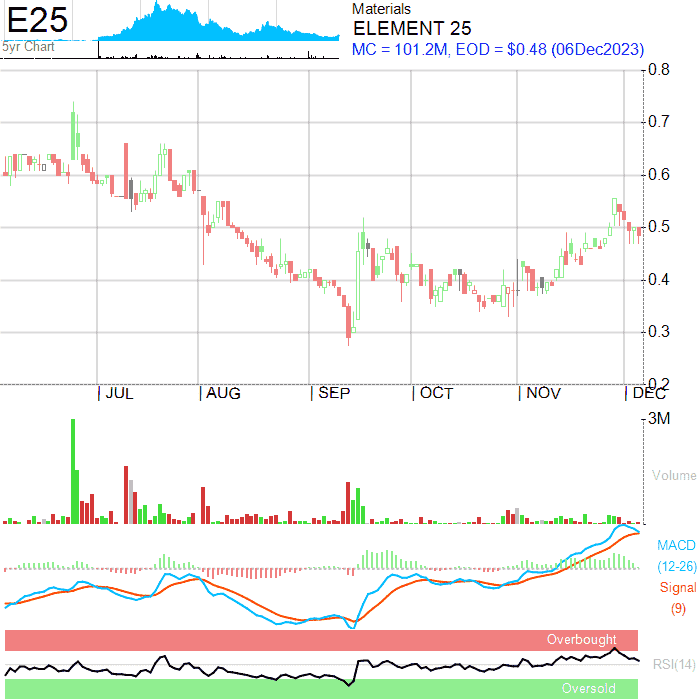 E25
5yr Chart
Materials
ELEMENT 25
MC = 101.2M, EOD = $0.48 (06Dec2023)
0.8
0.7
0.6
0.5
0.4
0.3
0.2
JUL
AUG
SEP
OCT
NOV
DEC
3M
Volume
MACD
(12-26)
Signal
(9)
Overbought
RSI(14)
Oversold